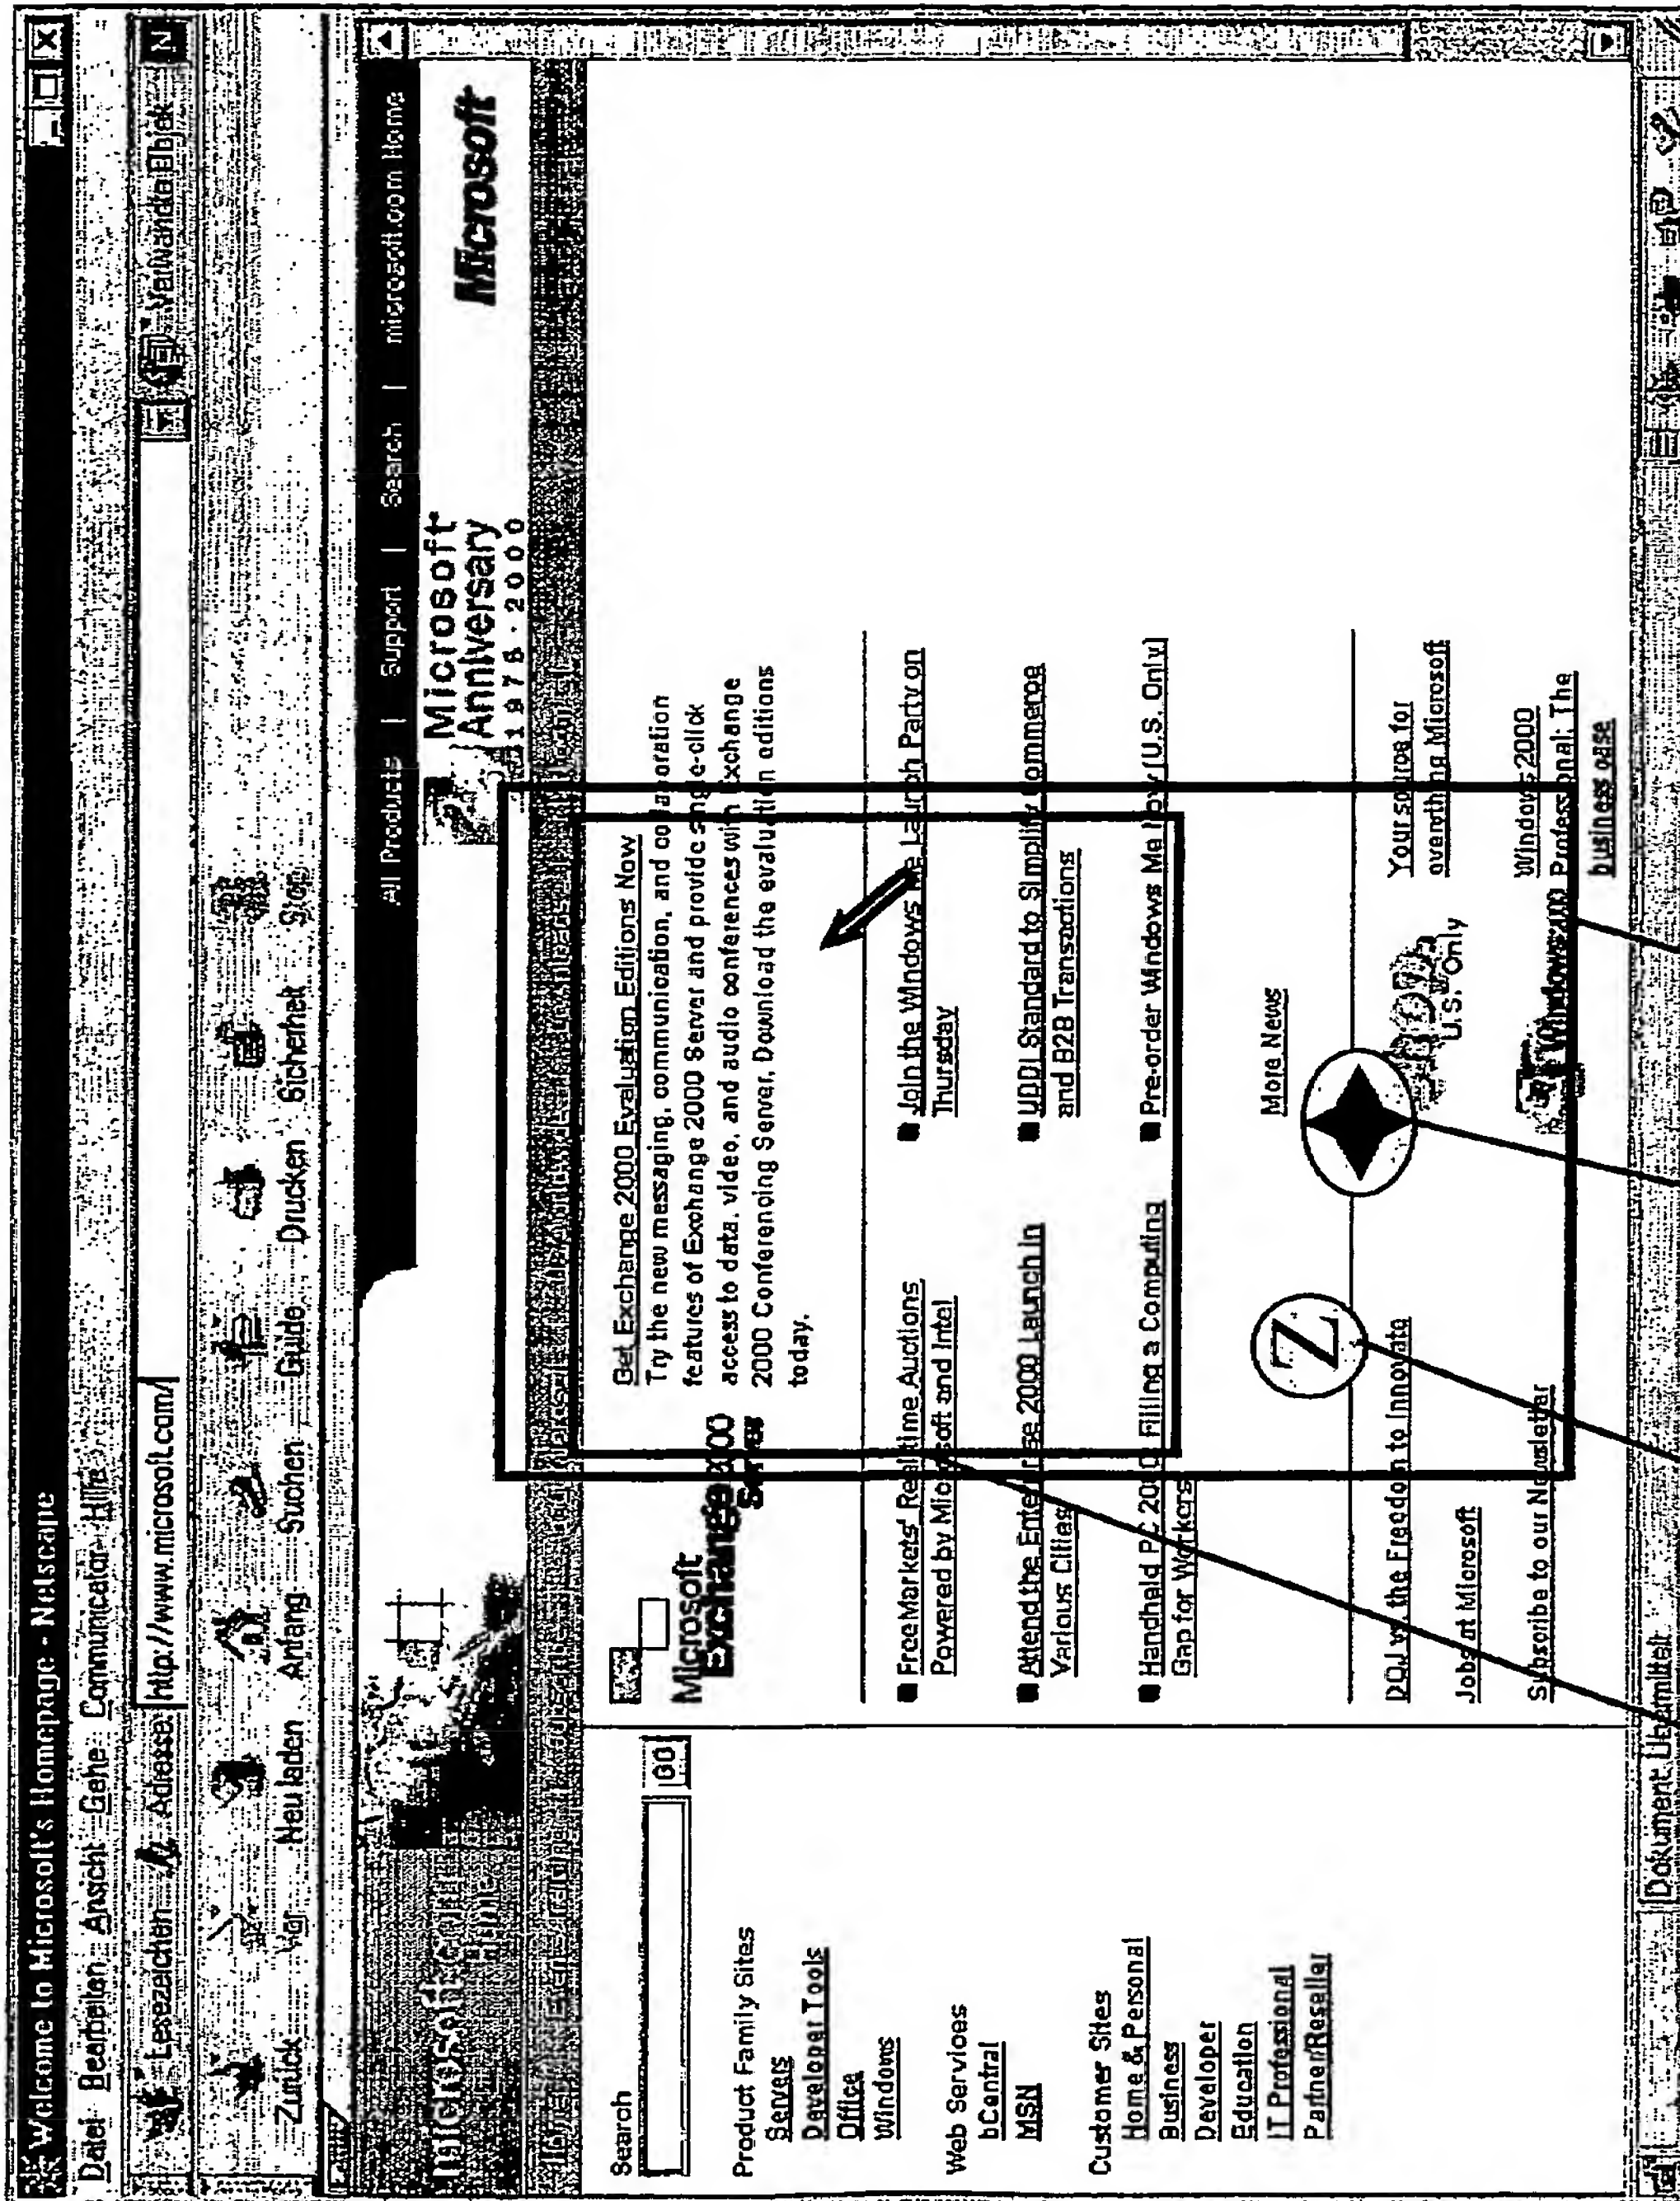 Welcome to Microsoft's Homepage - Netscape
Datei Bearbeiten Ansicht Gehe Communicator Hilfe
Lesezeichen Adresse: http://www.microsoft.com/ Verwandte Objek N
Zurück Vor Neu laden Anfang Suchen Guide Drucken Sicherheit Stop
All Products | Support | Search | microsoft.com Home
Microsoft
Anniversary
1975-2000
Microsoft
Search
GO
Product Family Sites
Servers
Developer Tools
Office
Windows
Web Services
bCentral
MSN
Customer Sites
Home & Personal
Business
Developer
Education
IT Professional
Partner/Reseller
Microsoft
Exchange 2000
Server
Get Exchange 2000 Evaluation Editions Now
Try the new messaging, communication, and collaboration
features of Exchange 2000 Server and provide single-click
access to data, video, and audio conferences with Exchange
2000 Conferencing Server. Download the evaluation editions
today.
■ FreeMarkets' Real-time Auctions
Powered by Microsoft and Intel
■ Join the Windows Me Launch Party on
Thursday
■ Attend the Enterprise 2000 Launch in
Various Cities
■ UDDI Standard to Simplify Commerce
and B2B Transactions
■ Handheld PC 2000 Filling a Computing
Gap for Workers
■ Pre-order Windows Me Now (U.S. Only)
More News
Z
DOJ vs. the Freedom to Innovate
Jobs at Microsoft
Subscribe to our Newsletter
U.S. Only
Your source for
everything Microsoft
Windows 2000
Windows 2000
Professional: The
business case
Dokument Übermittelt